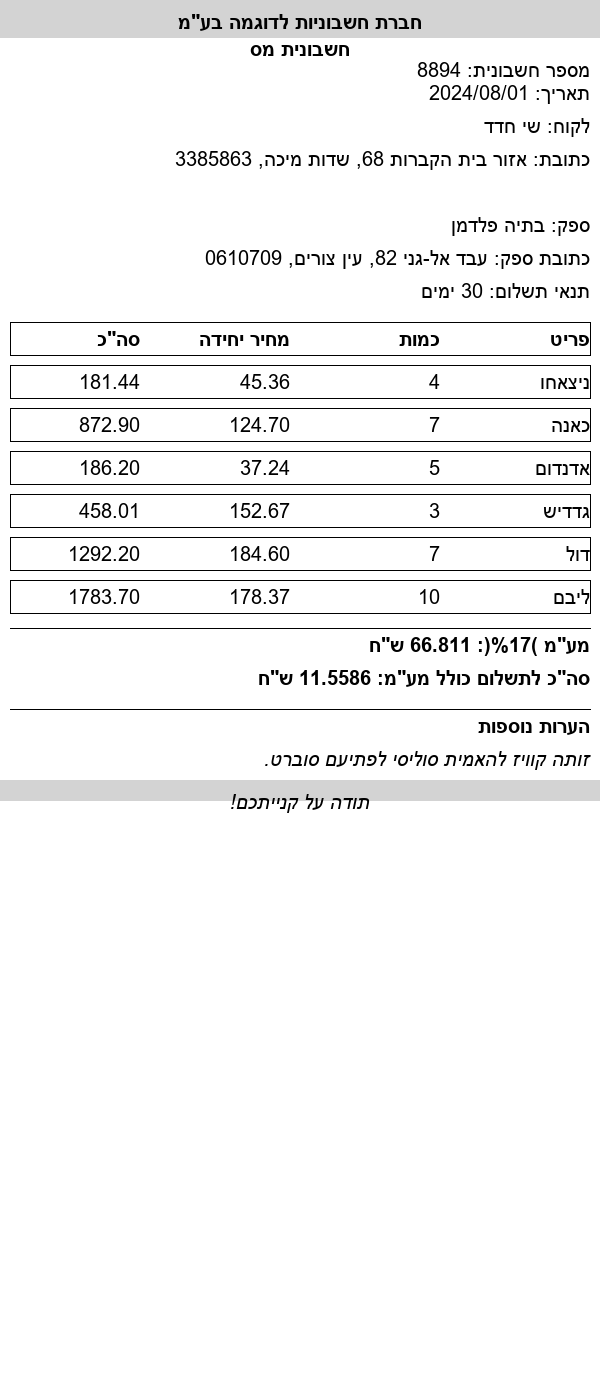 חברת חשבוניות לדוגמה בע"מ
חשבונית מס
מספר חשבונית: 8894
תאריך: 2024/08/01
לקוח: שי חדד
כתובת: אזור בית הקברות 68, שדות מיכה, 3385863
ספק: בתיה פלדמן
כתובת ספק: עבד אל-גני 82, עין צורים, 0610709
תנאי תשלום: 30 ימים
פריט כמות מחיר יחידה סה"כ
ניצאחו 4 45.36 181.44
כאנה 7 124.70 872.90
אדנדום 5 37.24 186.20
גדדיש 3 152.67 458.01
דול 7 184.60 1292.20
ליבם 10 178.37 1783.70
מע"מ )17%(: 66.811 ש"ח
סה"כ לתשלום כולל מע"מ: 11.5586 ש"ח
הערות נוספות
זותה קוויז להאמית סוליסי לפתיעם סוברט.
תודה על קנייתכם!